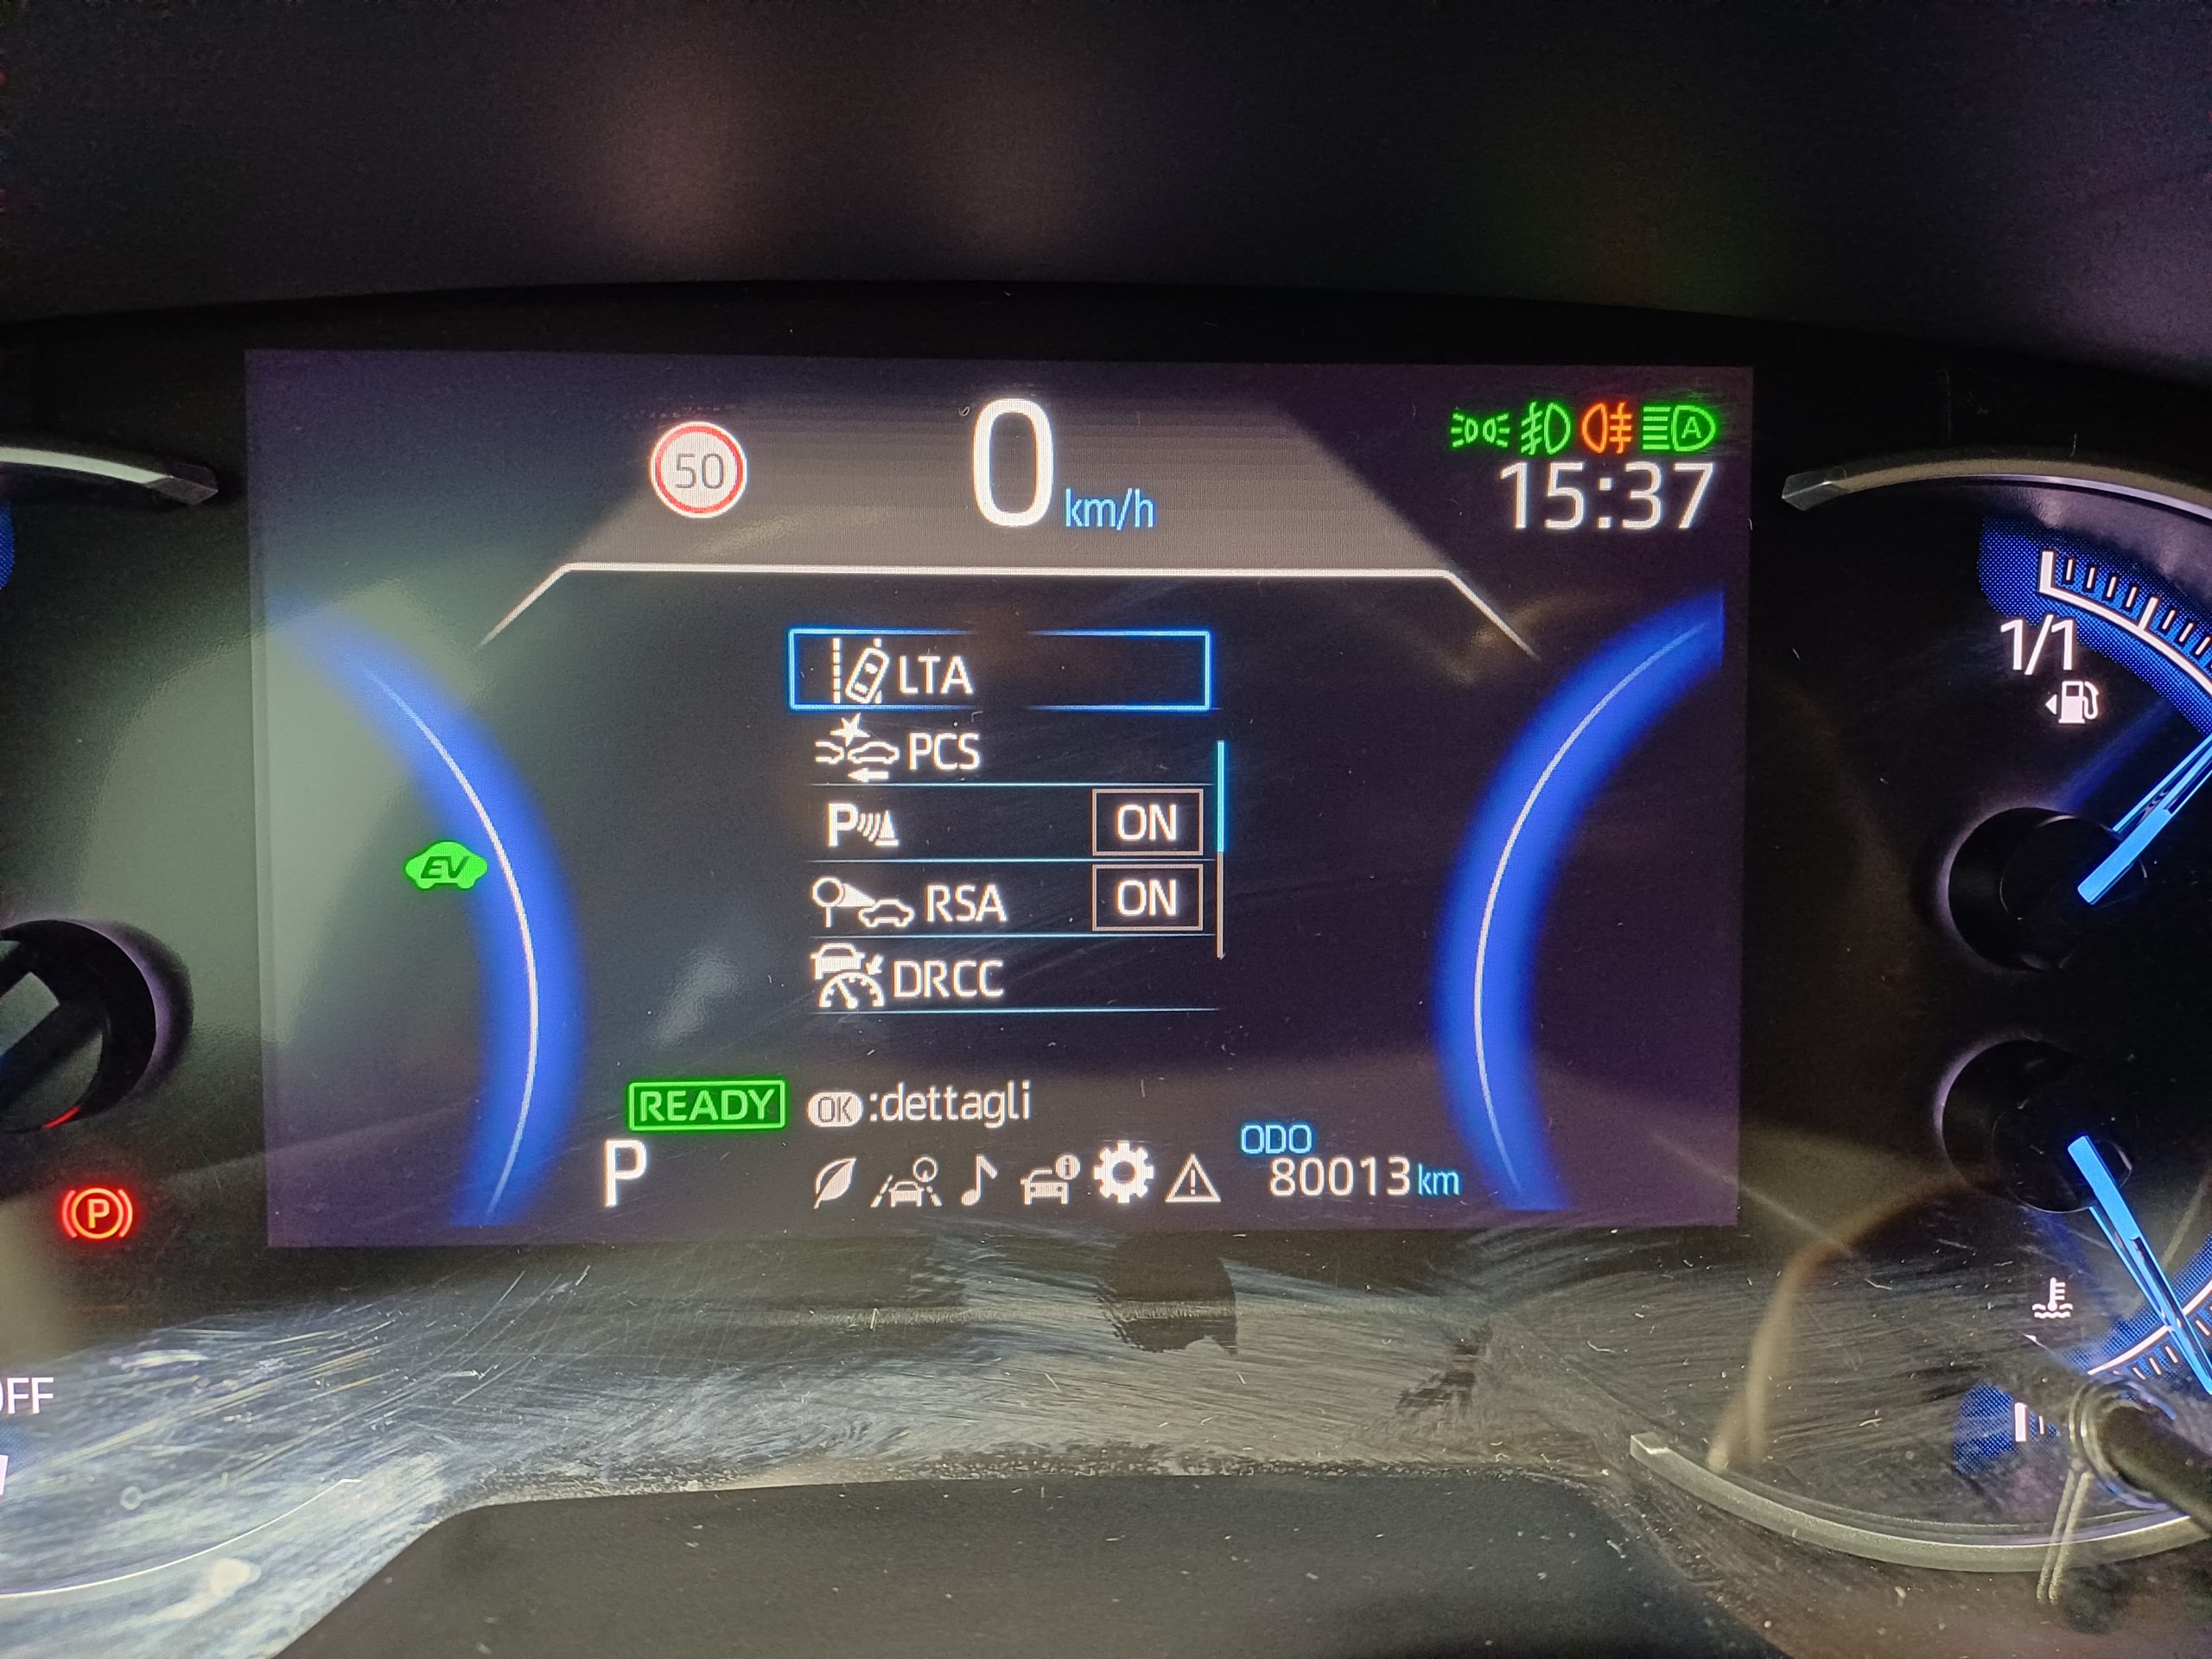 50
0 km/h
A
15:37
1/1
LTA
PCS
P ON
EV
RSA ON
DRCC
READY OK :dettagli
P
ODO
80013 km
P